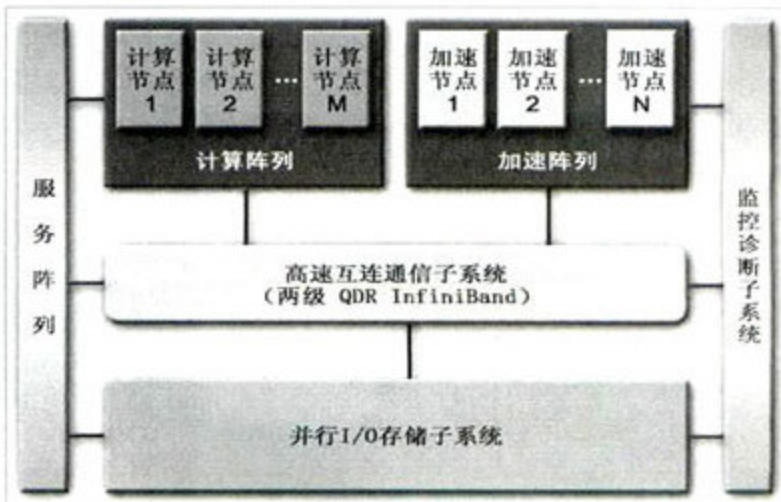 计算
节点
1
计算
节点
2
...
计算
节点
M
计算阵列
加速
节点
1
加速
节点
2
...
加速
节点
N
加速阵列
服务阵列
高速互连通信子系统
（两级 QDR InfiniBand）
监控诊断子系统
并行I/O存储子系统